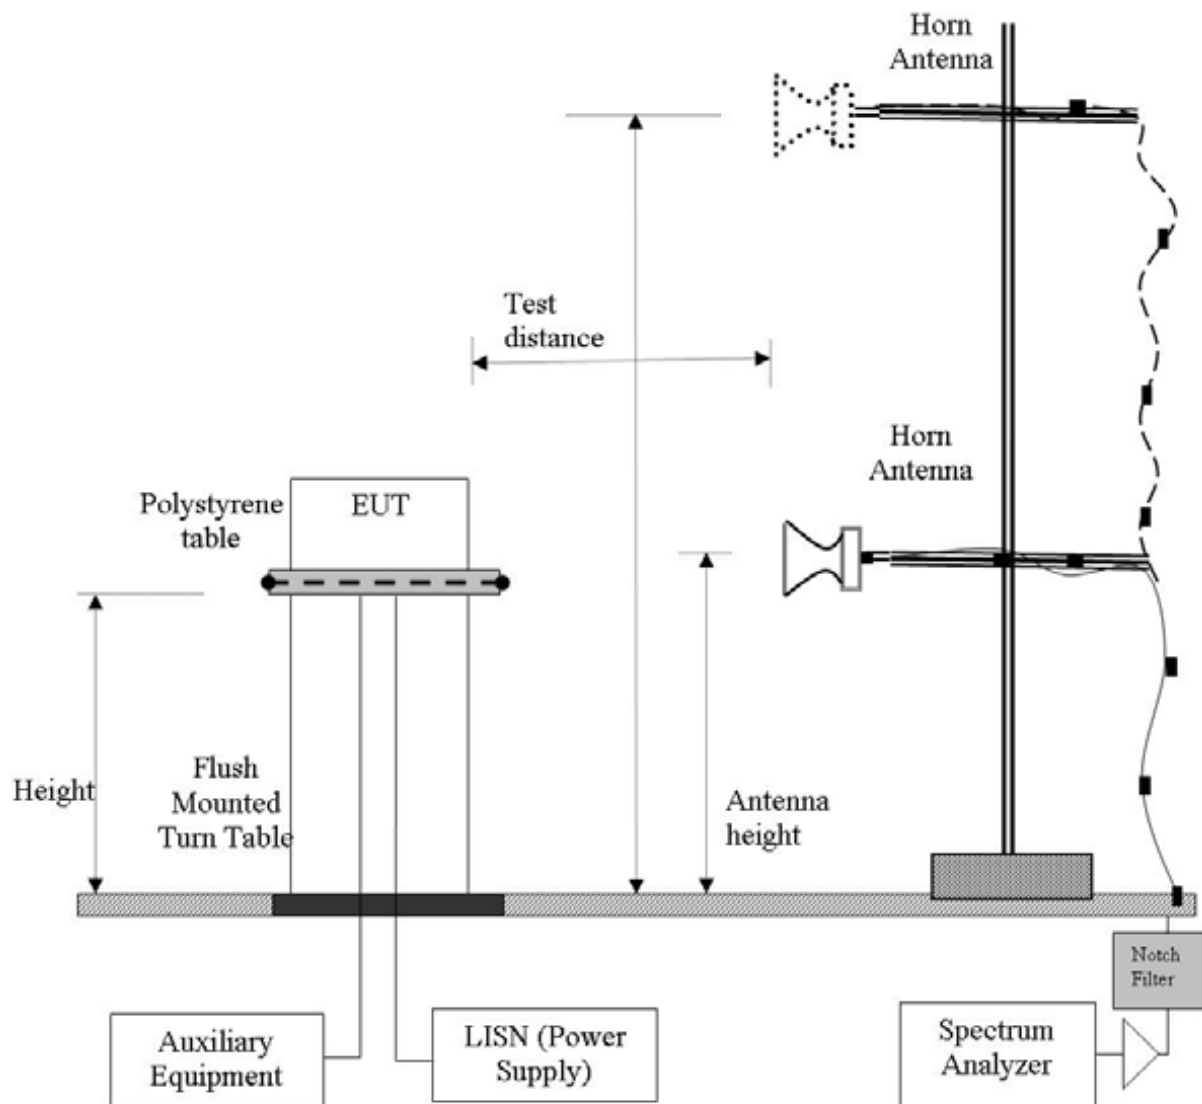 Horn
Antenna
Test
distance
Horn
Antenna
Polystyrene
table
EUT
Height
Flush
Mounted
Turn Table
Antenna
height
Notch
Filter
Auxiliary
Equipment
LISN (Power
Supply)
Spectrum
Analyzer